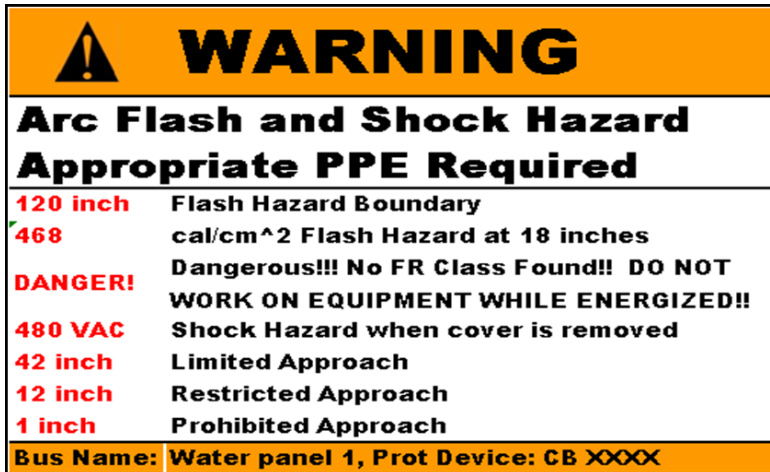 WARNING
Arc Flash and Shock Hazard
Appropriate PPE Required
120 inch Flash Hazard Boundary
468 cal/cm^2 Flash Hazard at 18 inches
DANGER! Dangerous!!! No FR Class Found!! DO NOT
WORK ON EQUIPMENT WHILE ENERGIZED!!
480 VAC Shock Hazard when cover is removed
42 inch Limited Approach
12 inch Restricted Approach
1 inch Prohibited Approach
Bus Name: Water panel 1, Prot Device: CB XXXX